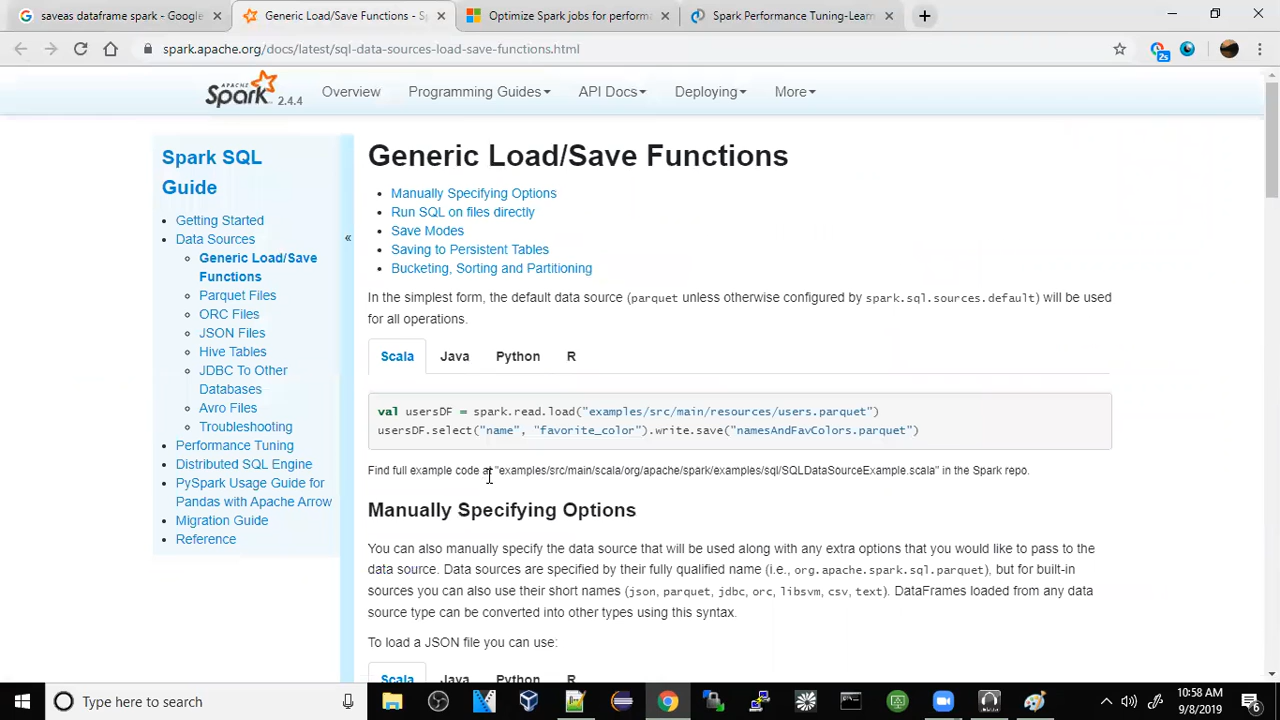 saveas dataframe spark - Google
Generic Load/Save Functions - S
Optimize Spark jobs for perform
Spark Performance Tuning-Learn
spark.apache.org/docs/latest/sql-data-sources-load-save-functions.html
2s
APACHE Spark 2.4.4
Overview
Programming Guides
API Docs
Deploying
More
Spark SQL
Guide
Getting Started
Data Sources
Generic Load/Save
Functions
Parquet Files
ORC Files
JSON Files
Hive Tables
JDBC To Other
Databases
Avro Files
Troubleshooting
Performance Tuning
Distributed SQL Engine
PySpark Usage Guide for
Pandas with Apache Arrow
Migration Guide
Reference
«
Generic Load/Save Functions
Manually Specifying Options
Run SQL on files directly
Save Modes
Saving to Persistent Tables
Bucketing, Sorting and Partitioning
In the simplest form, the default data source (parquet unless otherwise configured by spark.sql.sources.default) will be used
for all operations.
Scala Java Python R
val usersDF = spark.read.load("examples/src/main/resources/users.parquet")
usersDF.select("name", "favorite_color").write.save("namesAndFavColors.parquet")
Find full example code at "examples/src/main/scala/org/apache/spark/examples/sql/SQLDataSourceExample.scala" in the Spark repo.
Manually Specifying Options
You can also manually specify the data source that will be used along with any extra options that you would like to pass to the
data source. Data sources are specified by their fully qualified name (i.e., org.apache.spark.sql.parquet), but for built-in
sources you can also use their short names (json, parquet, jdbc, orc, libsvm, csv, text). DataFrames loaded from any data
source type can be converted into other types using this syntax.
To load a JSON file you can use:
Scala Java Python R
Type here to search
10:58 AM
9/8/2019
6